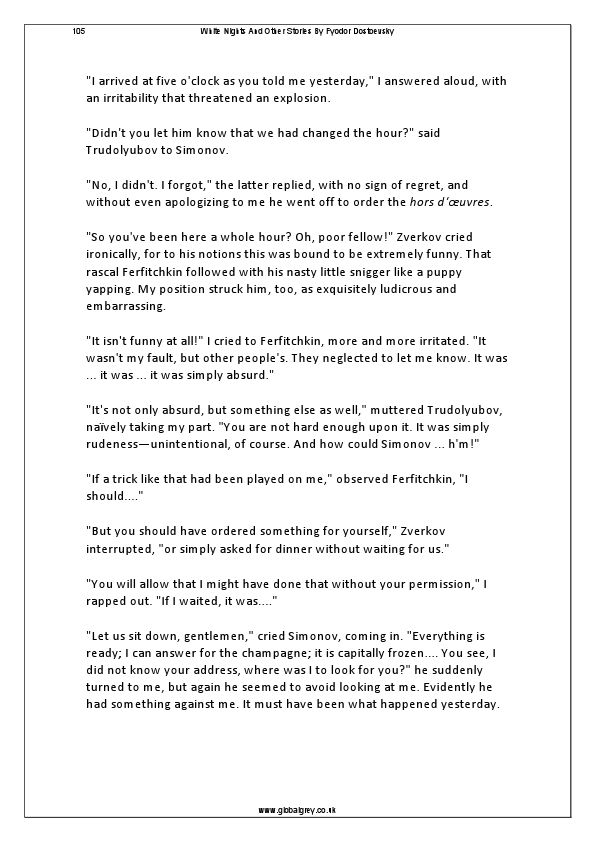 105 White Nights And Other Stories By Fyodor Dostoevsky
"I arrived at five o'clock as you told me yesterday," I answered aloud, with
an irritability that threatened an explosion.
"Didn't you let him know that we had changed the hour?" said
Trudolyubov to Simonov.
"No, I didn't. I forgot," the latter replied, with no sign of regret, and
without even apologizing to me he went off to order the hors d'œuvres.
"So you've been here a whole hour? Oh, poor fellow!" Zverkov cried
ironically, for to his notions this was bound to be extremely funny. That
rascal Ferfitchkin followed with his nasty little snigger like a puppy
yapping. My position struck him, too, as exquisitely ludicrous and
embarrassing.
"It isn't funny at all!" I cried to Ferfitchkin, more and more irritated. "It
wasn't my fault, but other people's. They neglected to let me know. It was
... it was ... it was simply absurd."
"It's not only absurd, but something else as well," muttered Trudolyubov,
naïvely taking my part. "You are not hard enough upon it. It was simply
rudeness—unintentional, of course. And how could Simonov ... h'm!"
"If a trick like that had been played on me," observed Ferfitchkin, "I
should...."
"But you should have ordered something for yourself," Zverkov
interrupted, "or simply asked for dinner without waiting for us."
"You will allow that I might have done that without your permission," I
rapped out. "If I waited, it was...."
"Let us sit down, gentlemen," cried Simonov, coming in. "Everything is
ready; I can answer for the champagne; it is capitally frozen.... You see, I
did not know your address, where was I to look for you?" he suddenly
turned to me, but again he seemed to avoid looking at me. Evidently he
had something against me. It must have been what happened yesterday.
www.globalgrey.co.uk